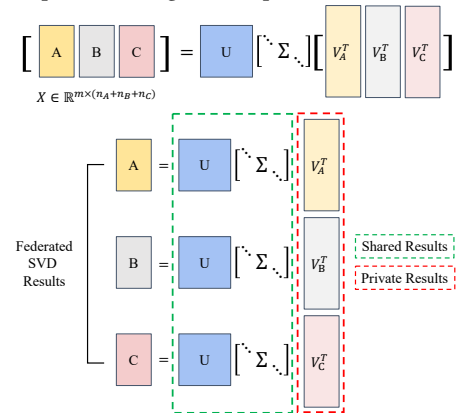 [ A B C ] = U [⋱ Σ ⋱] [ V_A^T V_B^T V_C^T ]
X ∈ ℝ^{m×(n_A+n_B+n_C)}
A = U [⋱ Σ ⋱] V_A^T
Federated
SVD
Results
B = U [⋱ Σ ⋱] V_B^T
Shared Results
Private Results
C = U [⋱ Σ ⋱] V_C^T